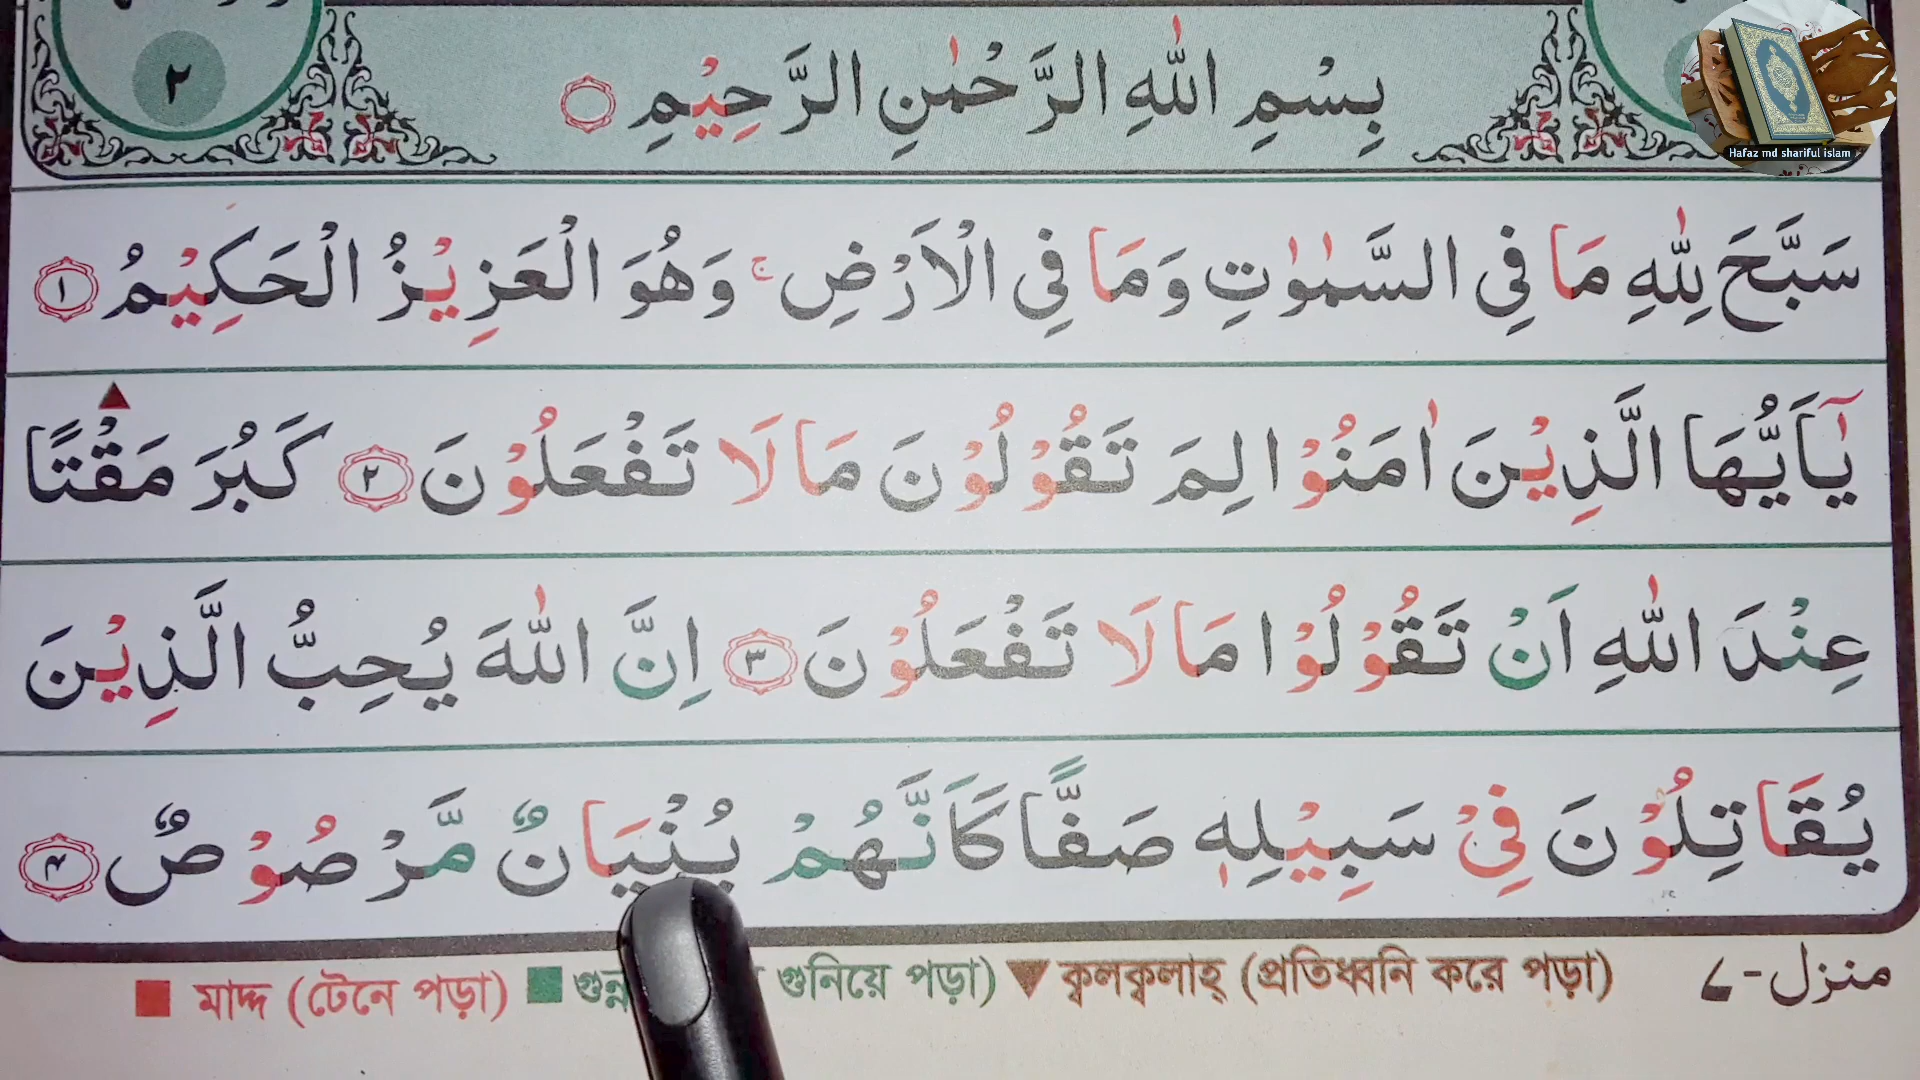 ٢
بِسْمِ اللّٰهِ الرَّحْمٰنِ الرَّحِيْمِ
Hafaz md shariful islam
سَبَّحَ لِلّٰهِ مَا فِى السَّمٰوٰتِ وَمَا فِى الْاَرْضِ ۚ وَهُوَ الْعَزِيْزُ الْحَكِيْمُ ١
يٰٓاَيُّهَا الَّذِيْنَ اٰمَنُوْا لِمَ تَقُوْلُوْنَ مَا لَا تَفْعَلُوْنَ ٢ كَبُرَ مَقْتًا
عِنْدَ اللّٰهِ اَنْ تَقُوْلُوْا مَا لَا تَفْعَلُوْنَ ٣ اِنَّ اللّٰهَ يُحِبُّ الَّذِيْنَ
يُقَاتِلُوْنَ فِىْ سَبِيْلِهٖ صَفًّا كَاَنَّهُمْ بُنْيَانٌ مَّرْصُوْصٌ ٤
■ মাদ্দ (টেনে পড়া) ■ গুন্ন গুনিয়ে পড়া) ▼ ক্বলক্বলাহ্ (প্রতিধ্বনি করে পড়া) منزل-٧